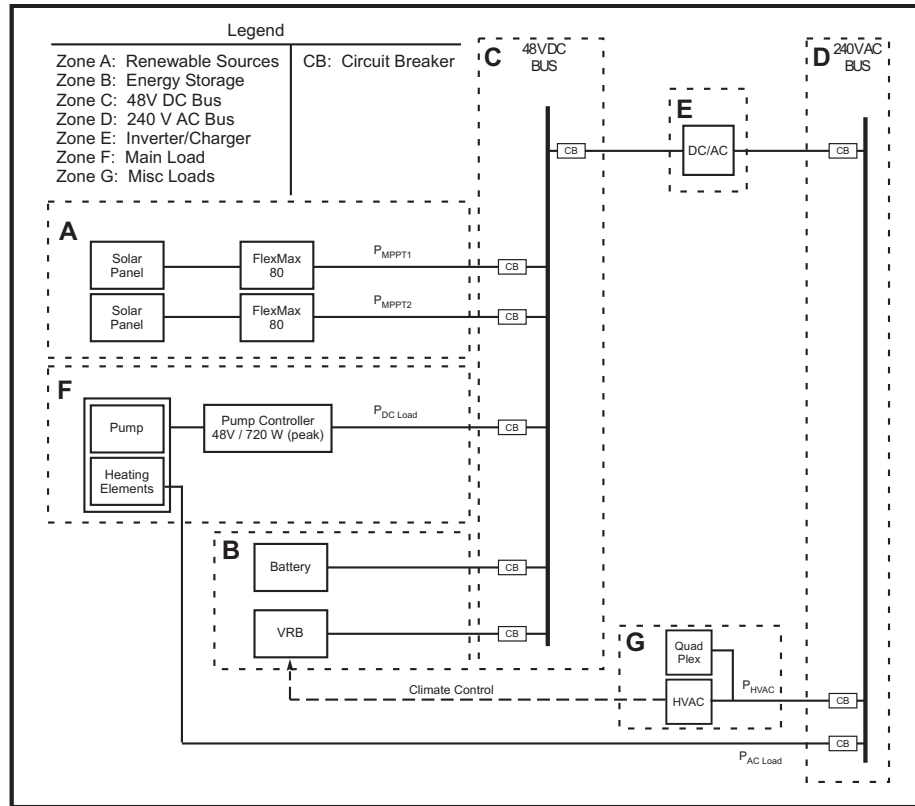 Legend
Zone A: Renewable Sources
Zone B: Energy Storage
Zone C: 48V DC Bus
Zone D: 240 V AC Bus
Zone E: Inverter/Charger
Zone F: Main Load
Zone G: Misc Loads
CB: Circuit Breaker
C
48VDC
BUS
D
240VAC
BUS
E
CB
DC/AC
CB
A
Solar
Panel
FlexMax
80
PMPPT1
CB
Solar
Panel
FlexMax
80
PMPPT2
CB
F
Pump
Pump Controller
48V / 720 W (peak)
PDC Load
CB
Heating
Elements
B
Battery
CB
VRB
CB
G
Quad
Plex
Climate Control
HVAC
PHVAC
CB
CB
PAC Load